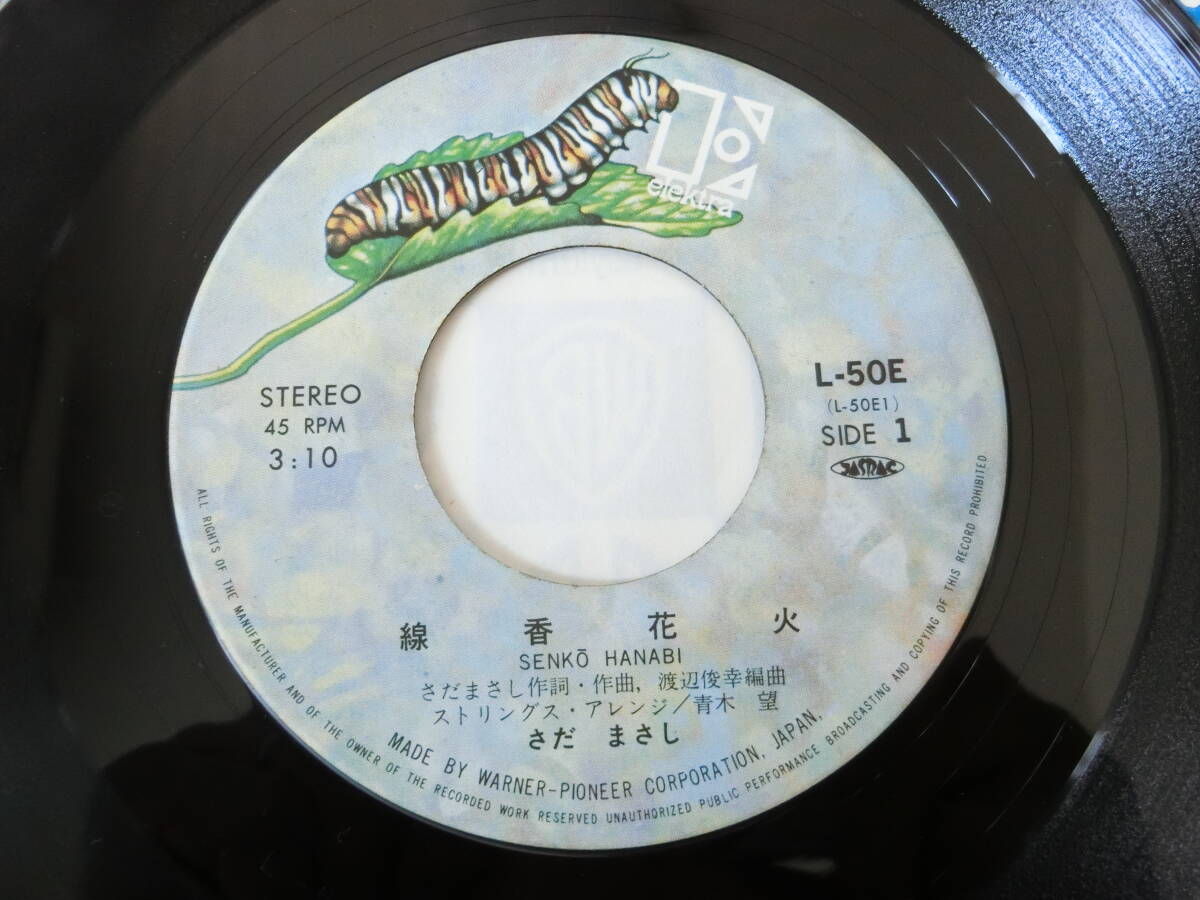 elektra
STEREO
45 RPM
3:10
L-50E
(L-50E1)
SIDE 1
JASRAC
線香花火
SENKŌ HANABI
さだまさし作詞・作曲, 渡辺俊幸編曲
ストリングス・アレンジ/青木 望
さだ まさし
MADE BY WARNER-PIONEER CORPORATION, JAPAN.
ALL RIGHTS OF THE MANUFACTURER AND OF THE OWNER OF THE RECORDED WORK RESERVED UNAUTHORIZED PUBLIC PERFORMANCE BROADCASTING AND COPYING OF THIS RECORD PROHIBITED